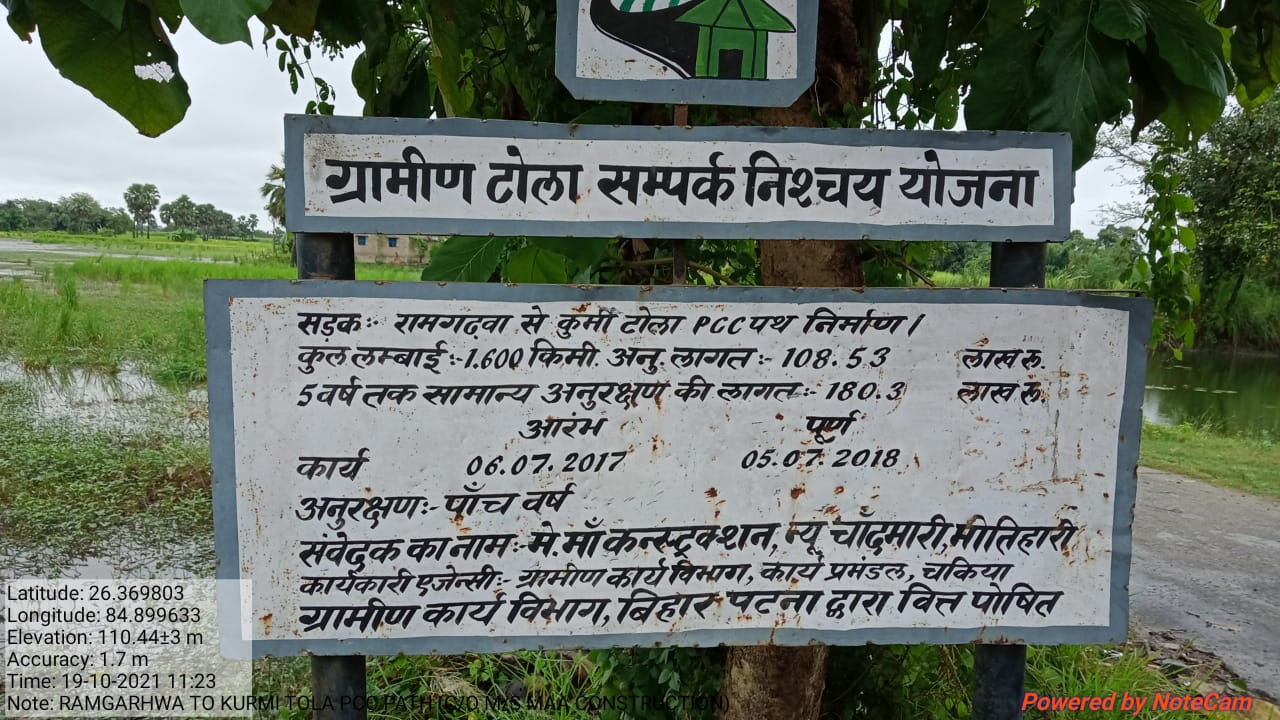 ग्रामीण टोला सम्पर्क निश्चय योजना
सड़कः- रामगढवा से कुर्मी टोला PCC पथ निर्माण।
कुल लम्बाई:-1.600 किमी. अनु. लागत:- 108.53 लाख रू.
5 वर्ष तक सामान्य अनुरक्षण की लागत:- 180.3 लाख रू.
आरंभ पूर्ण
कार्य 06.07.2017 05.07.2018
अनुरक्षण:- पाँच वर्ष
संवेदक का नाम:- मे. माँ कन्स्ट्रक्शन, न्यू चाँदमारी, मोतिहारी
कार्यकारी एजेन्सी:- ग्रामीण कार्य विभाग, कार्य प्रमंडल, चकिया
ग्रामीण कार्य विभाग, बिहार पटना द्वारा वित्त पोषित
Latitude: 26.369803
Longitude: 84.899633
Elevation: 110.44±3 m
Accuracy: 1.7 m
Time: 19-10-2021 11:23
Note: RAMGARHWA TO KURMI TOLA PCC PATH (C/O M/S MAA CONSTRUCTION)
Powered by NoteCam